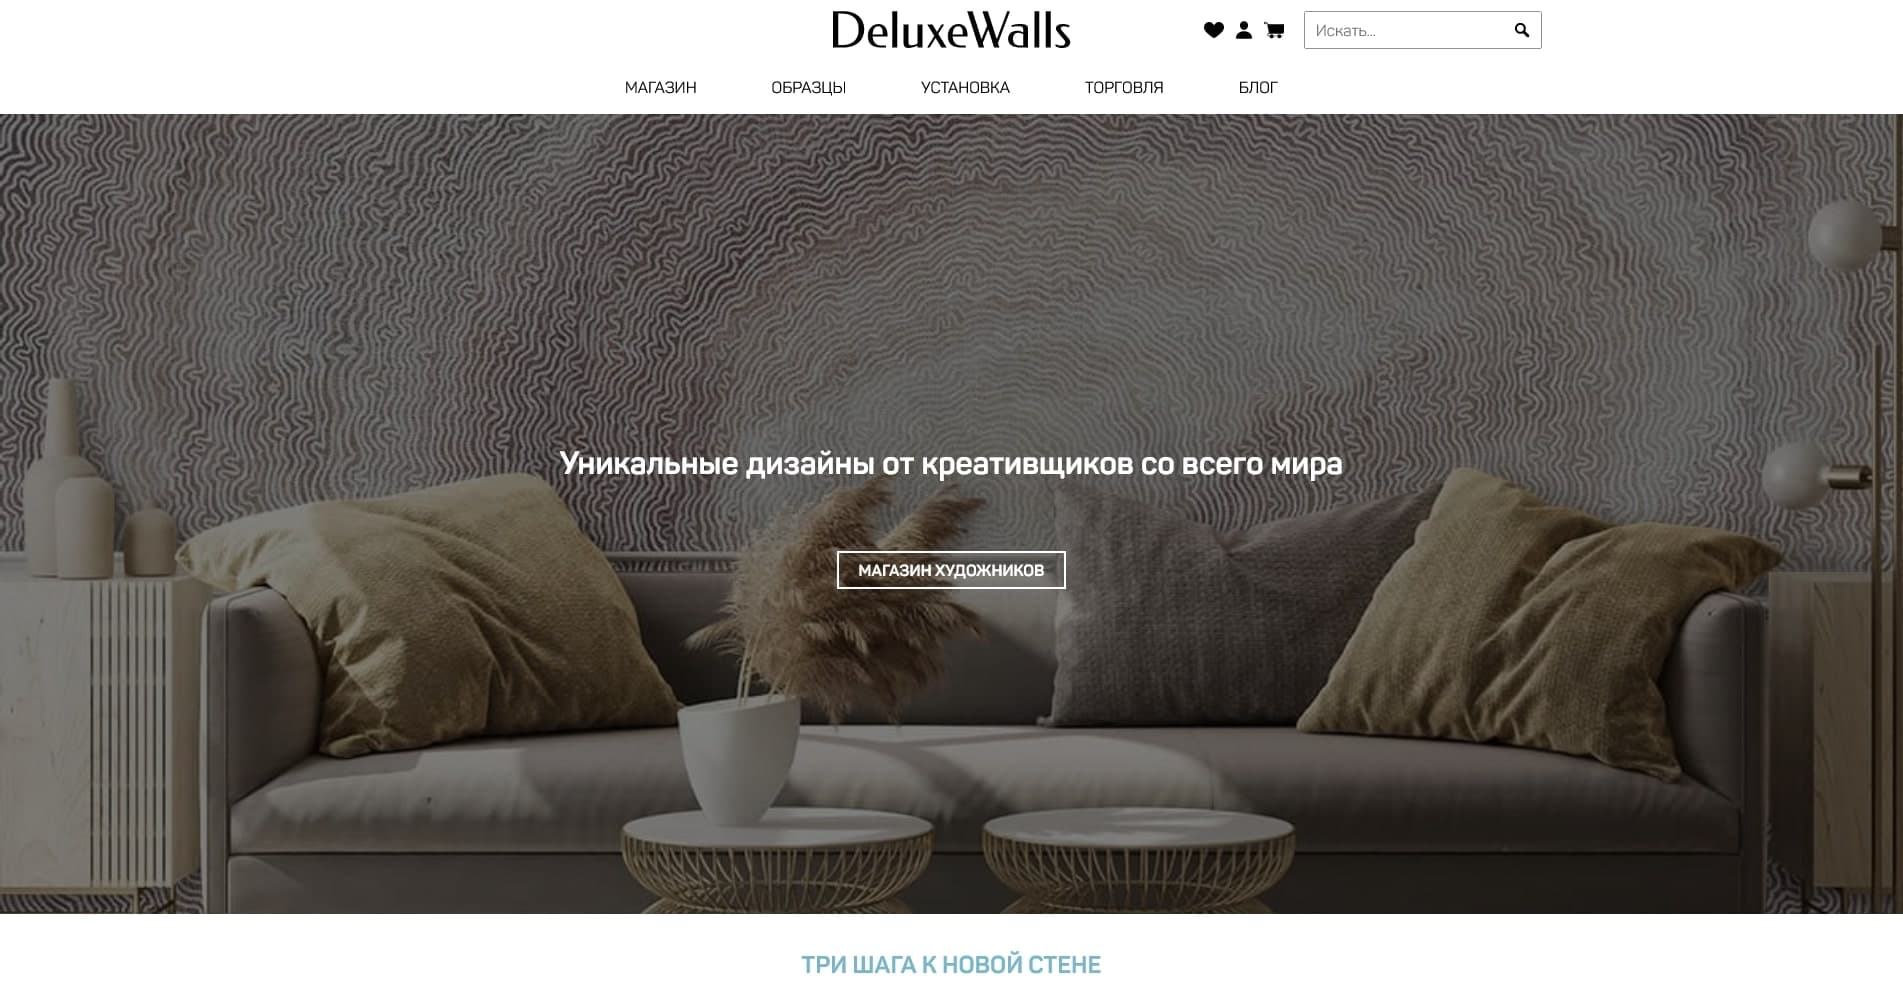 DeluxeWalls
Искать...
МАГАЗИН ОБРАЗЦЫ УСТАНОВКА ТОРГОВЛЯ БЛОГ
Уникальные дизайны от креативщиков со всего мира
МАГАЗИН ХУДОЖНИКОВ
ТРИ ШАГА К НОВОЙ СТЕНЕ